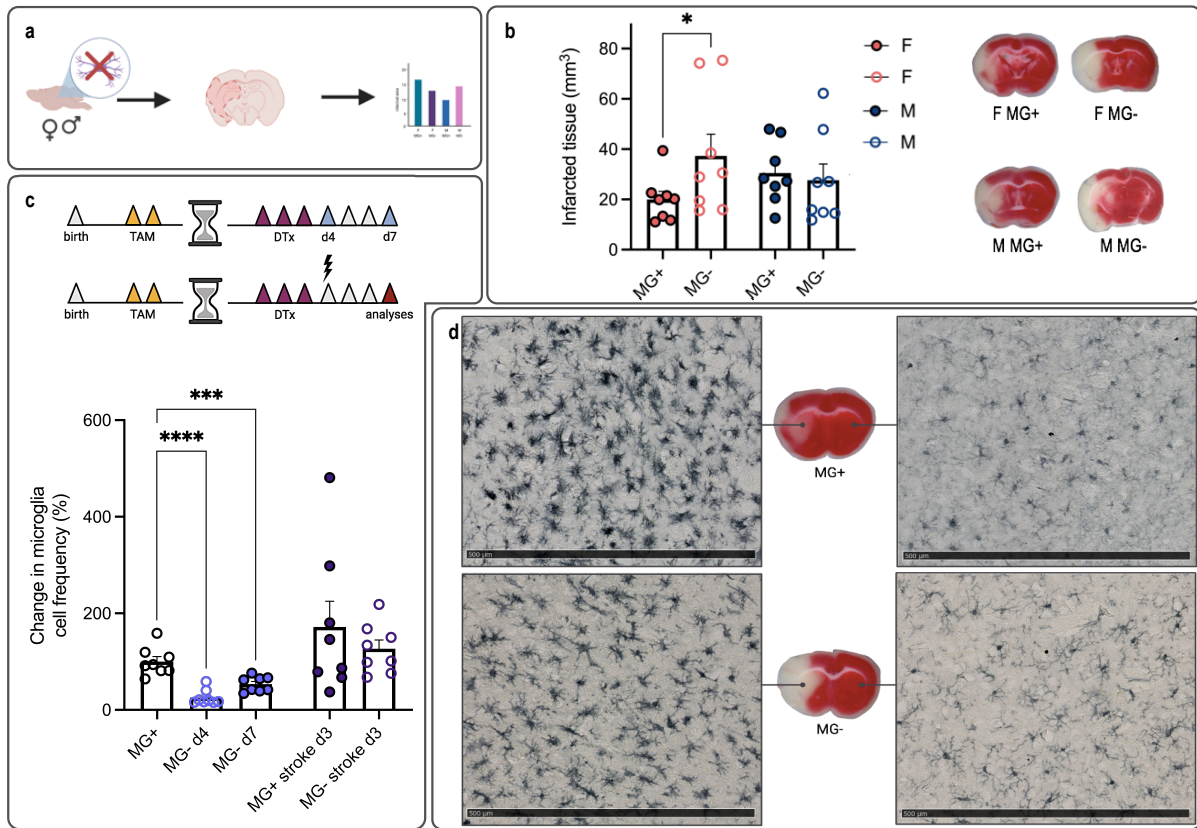 a
♀♂
b
*
Infarcted tissue (mm³)
80
60
40
20
0
MG+
MG-
MG+
MG-
F
F
M
M
F MG+
F MG-
M MG+
M MG-
c
birth
TAM
DTx
d4
d7
birth
TAM
DTx
analyses
Change in microglia
cell frequency (%)
600
400
200
0
***
****
MG+
MG- d4
MG- d7
MG+ stroke d3
MG- stroke d3
d
500 µm
MG+
500 µm
500 µm
MG-
500 µm